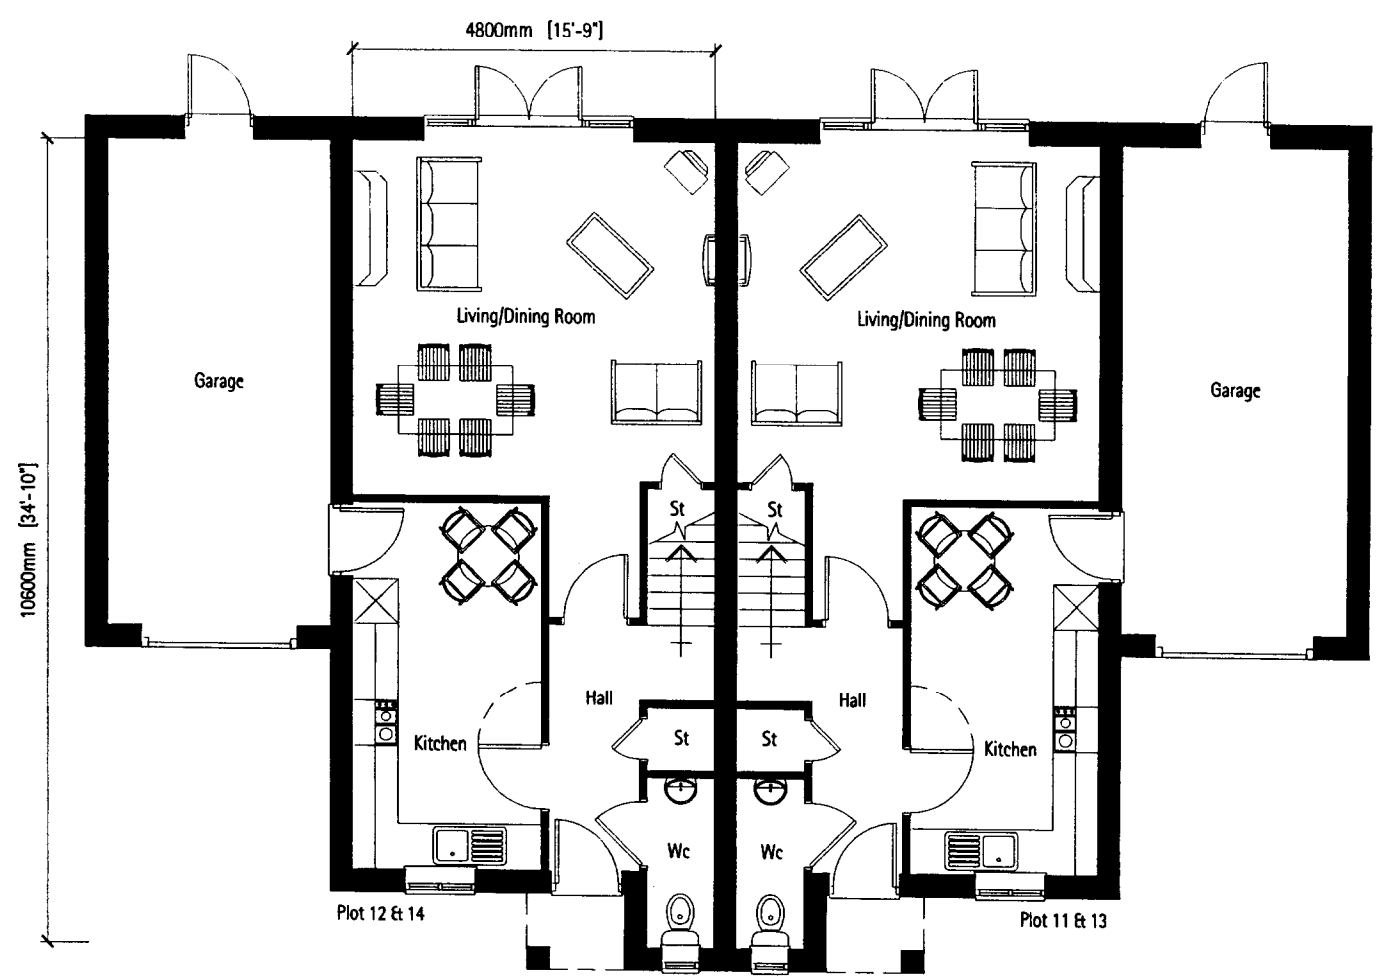 4800mm [15'-9"]
10600mm [34'-10"]
Living/Dining Room
Living/Dining Room
Garage
Garage
St
St
Hall
Hall
St
St
Kitchen
Kitchen
Wc
Wc
Plot 12 & 14
Plot 11 & 13